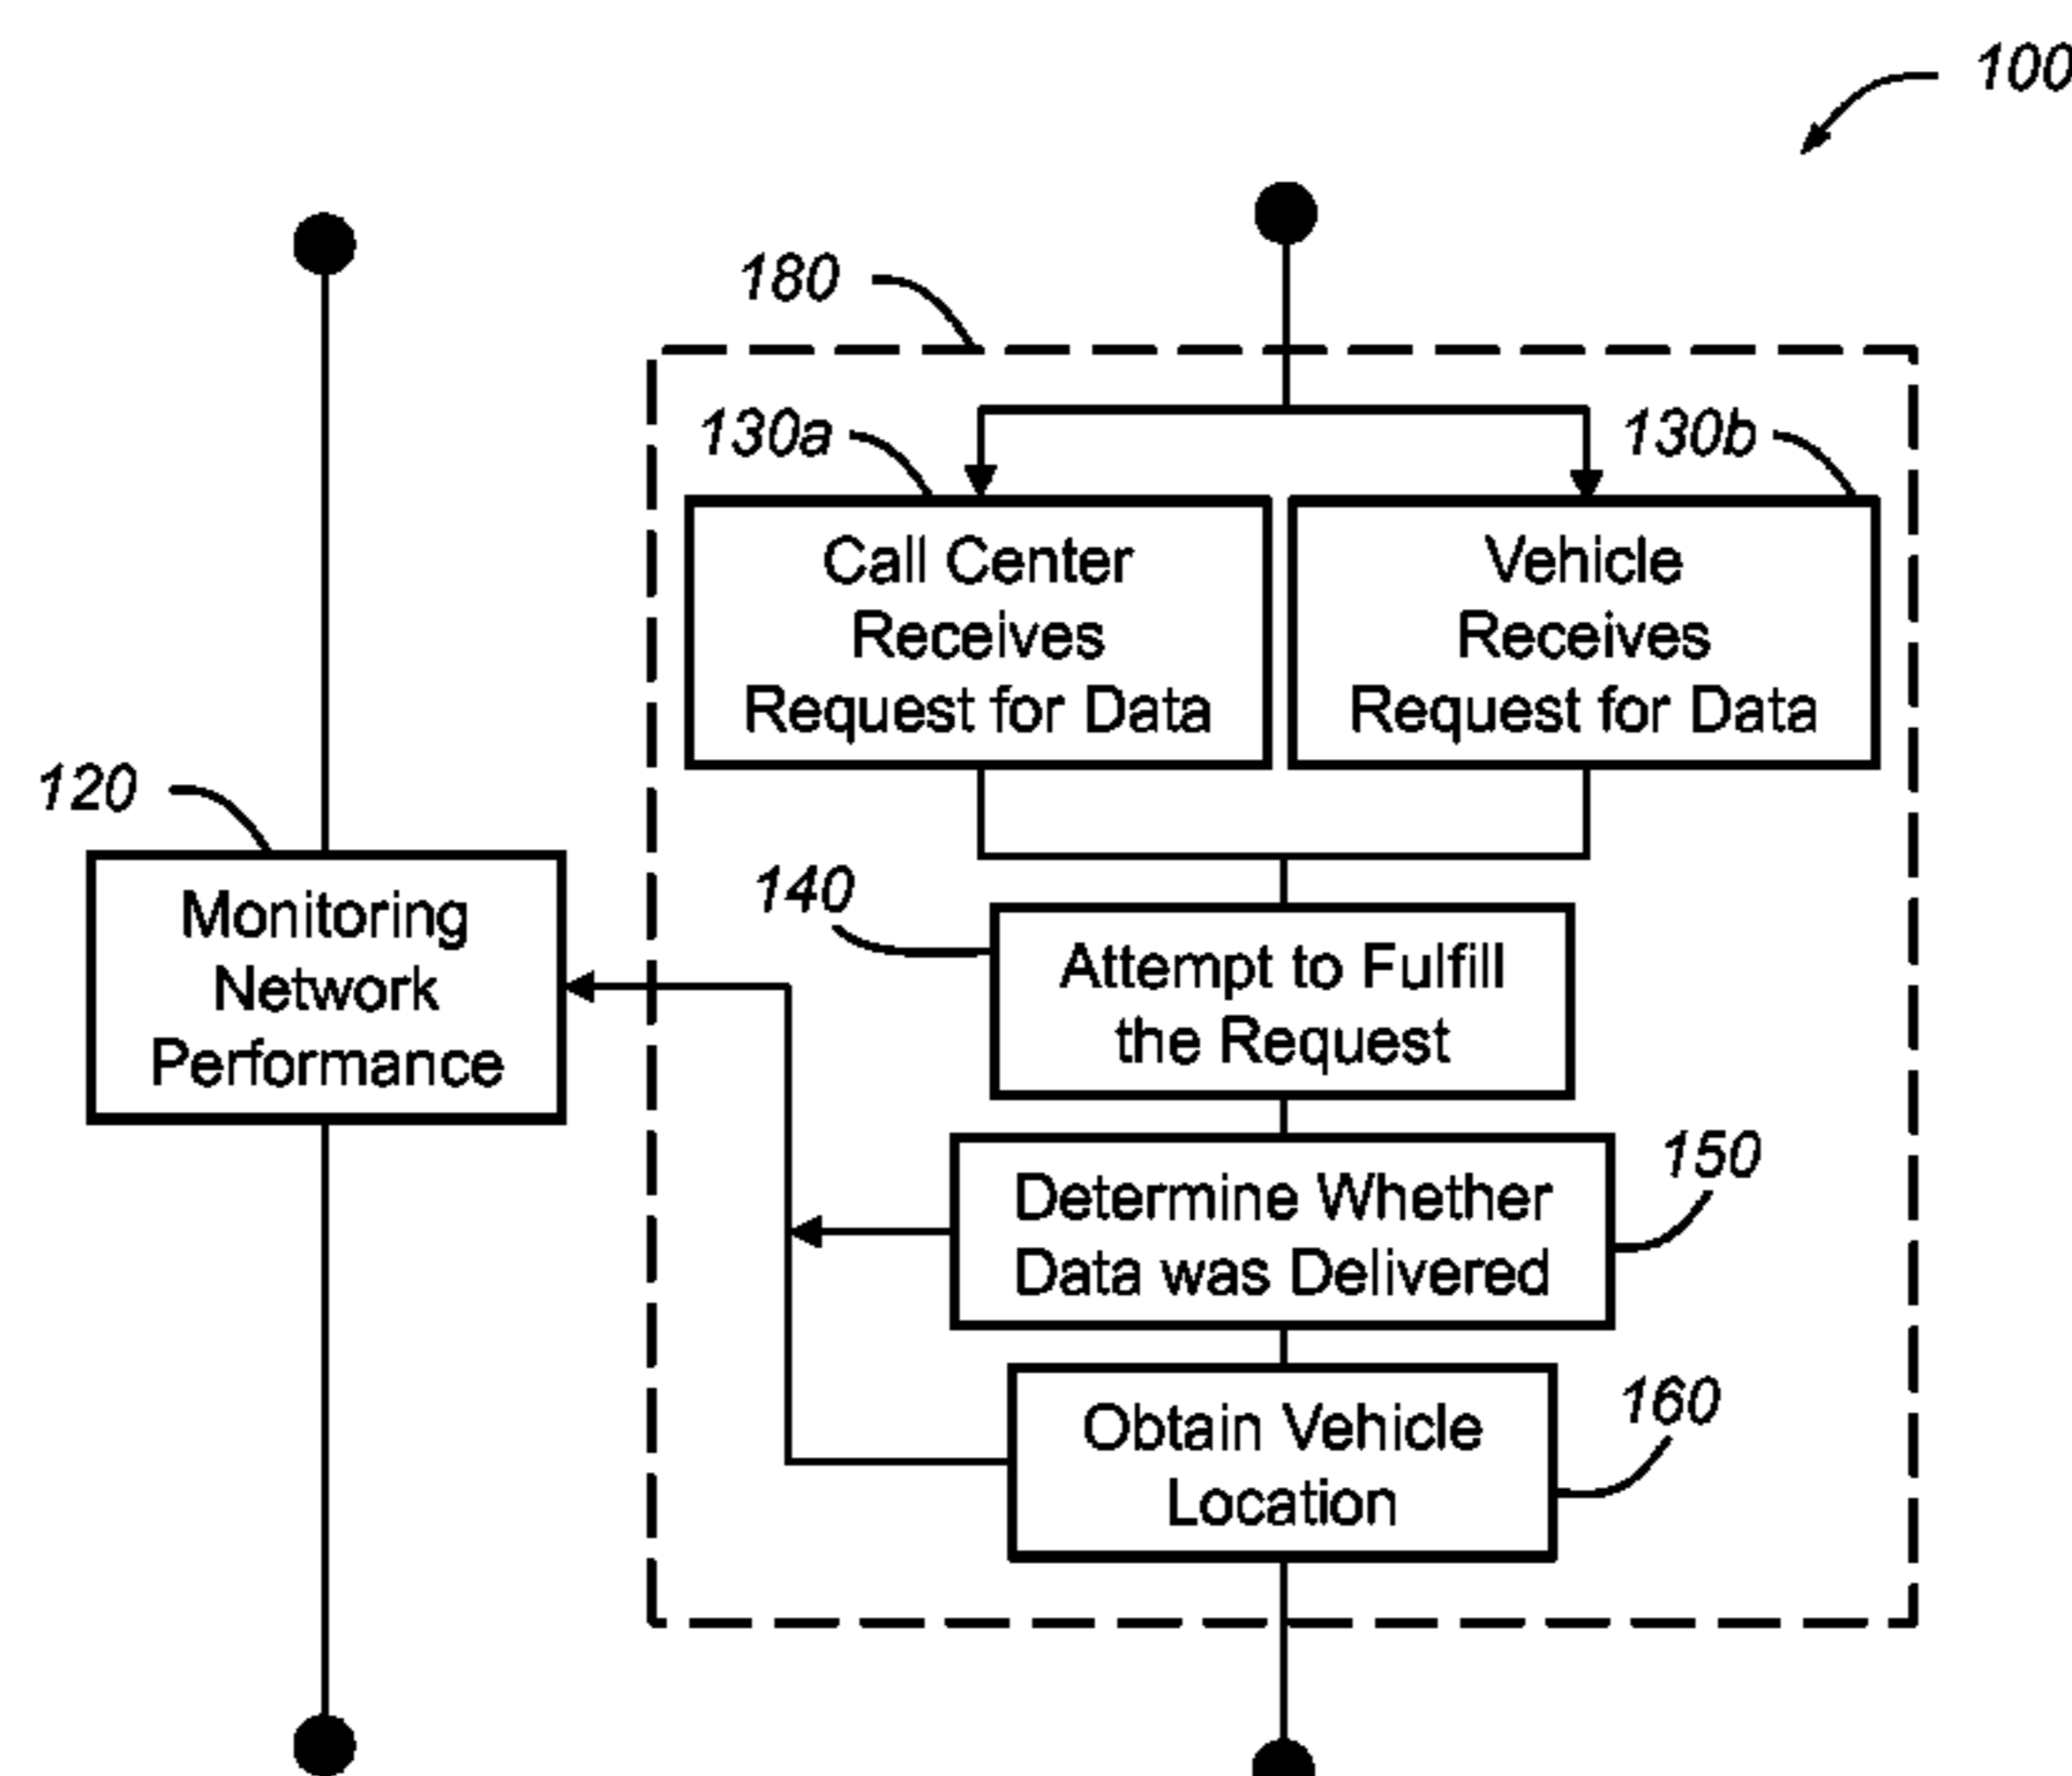 100
180
130a
130b
Call Center
Receives
Request for Data
Vehicle
Receives
Request for Data
120
Monitoring
Network
Performance
140
Attempt to Fulfill
the Request
150
Determine Whether
Data was Delivered
160
Obtain Vehicle
Location